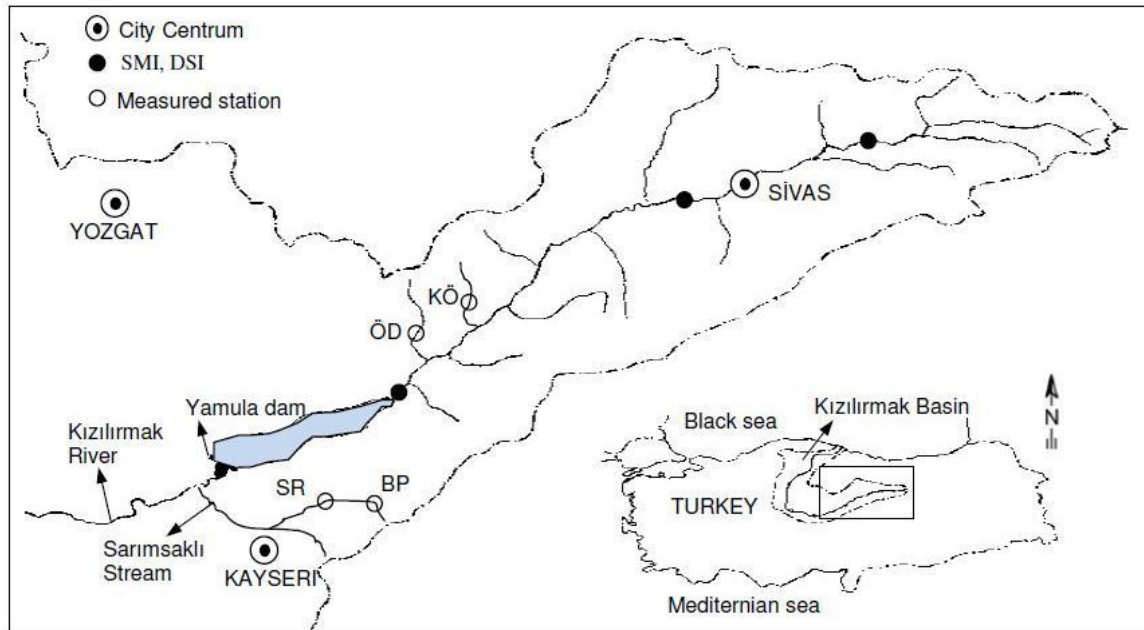 City Centrum
SMI, DSI
Measured station
YOZGAT
SİVAS
KÖ
ÖD
Yamula dam
Kızılırmak
River
SR
BP
Sarımsaklı
Stream
KAYSERI
Black sea
Kızılırmak Basin
N
TURKEY
Mediternian sea